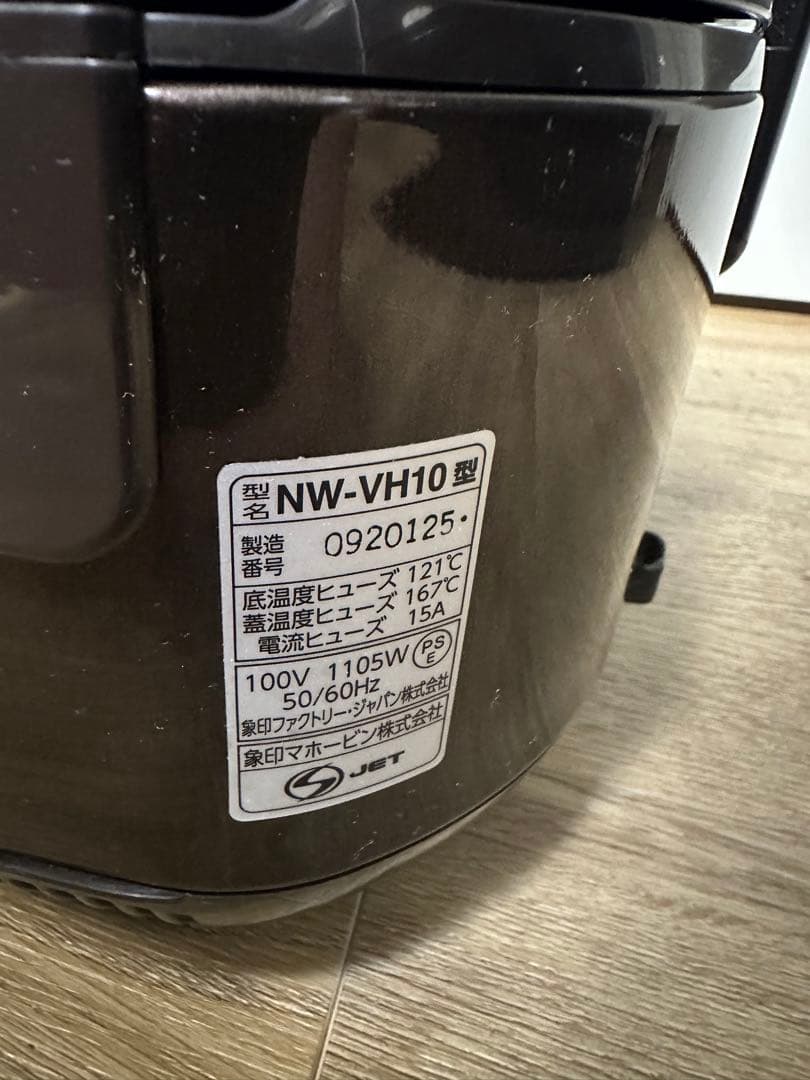 型名 NW-VH10 型
製造番号 0920125・
底温度ヒューズ 121℃
蓋温度ヒューズ 167℃
電流ヒューズ 15A
100V 1105W PSE
50/60Hz
象印ファクトリー・ジャパン株式会社
象印マホービン株式会社
JET